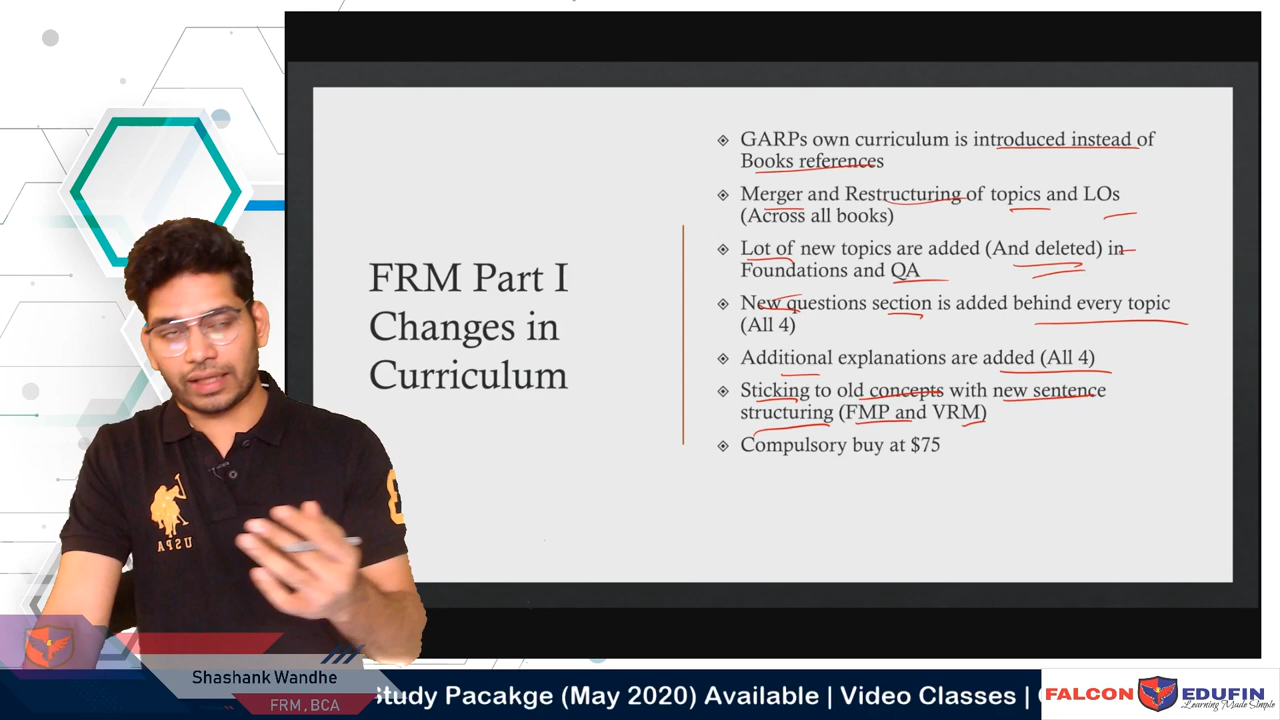 FRM Part I
Changes in
Curriculum
GARPs own curriculum is introduced instead of
Books references
Merger and Restructuring of topics and LOs
(Across all books)
Lot of new topics are added (And deleted) in
Foundations and QA
New questions section is added behind every topic
(All 4)
Additional explanations are added (All 4)
Sticking to old concepts with new sentence
structuring (FMP and VRM)
Compulsory buy at $75
USPA
3
Shashank Wandhe
FRM, BCA
Study Pacakge (May 2020) Available | Video Classes |
FALCON EDUFIN
Learning Made Simple